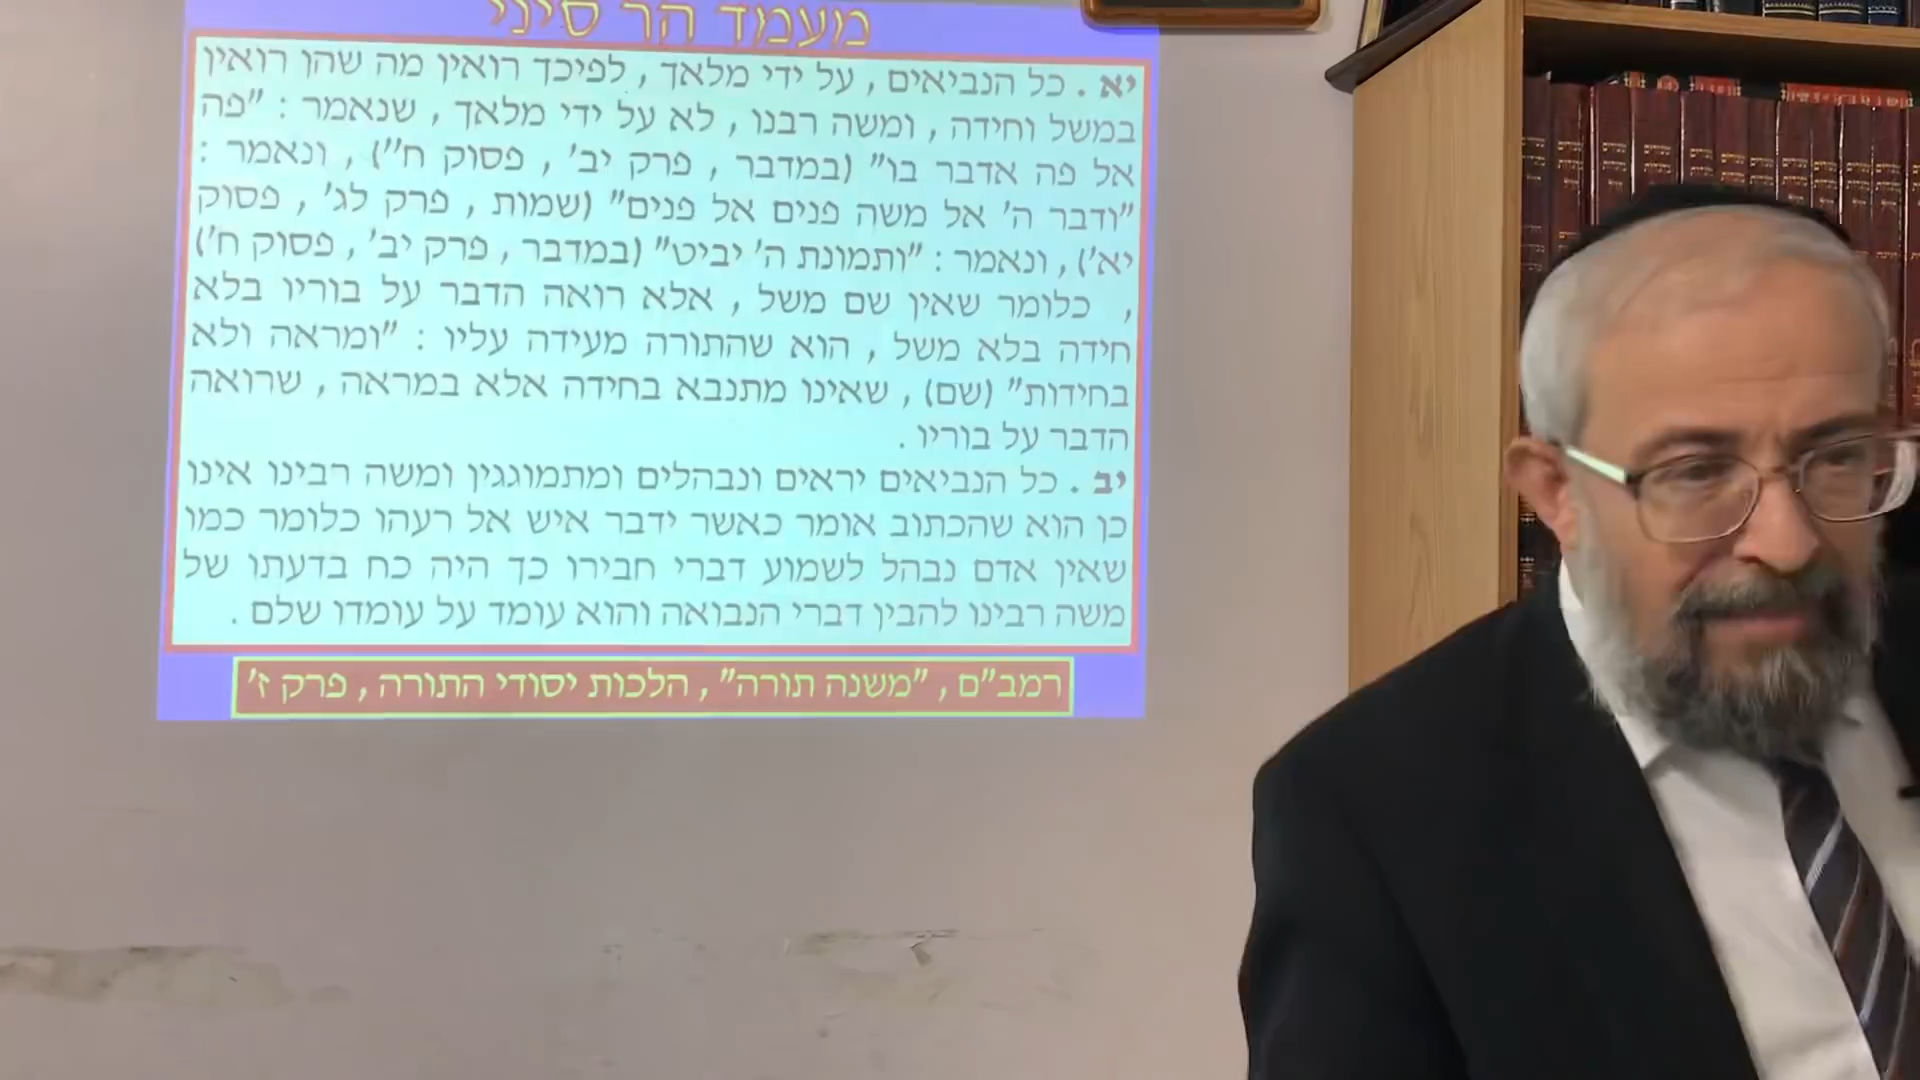 מעמד הר סיני
יא . כל הנביאים , על ידי מלאך , לפיכך רואין מה שהן רואין
במשל וחידה , ומשה רבנו , לא על ידי מלאך , שנאמר : "פה
אל פה אדבר בו" (במדבר , פרק יב' , פסוק ח") , ונאמר :
"ודבר ה' אל משה פנים אל פנים" (שמות , פרק לג' , פסוק
יא') , ונאמר : "ותמונת ה' יביט" (במדבר , פרק יב' , פסוק ח')
, כלומר שאין שם משל , אלא רואה הדבר על בוריו בלא
חידה בלא משל , הוא שהתורה מעידה עליו : "ומראה ולא
בחידות" (שם) , שאינו מתנבא בחידה אלא במראה , שרואה
הדבר על בוריו .
יב . כל הנביאים יראים ונבהלים ומתמוגגין ומשה רבינו אינו
כן הוא שהכתוב אומר כאשר ידבר איש אל רעהו כלומר כמו
שאין אדם נבהל לשמוע דברי חבירו כך היה כח בדעתו של
משה רבינו להבין דברי הנבואה והוא עומד על עומדו שלם .
רמב"ם , "משנה תורה" , הלכות יסודי התורה , פרק ז'